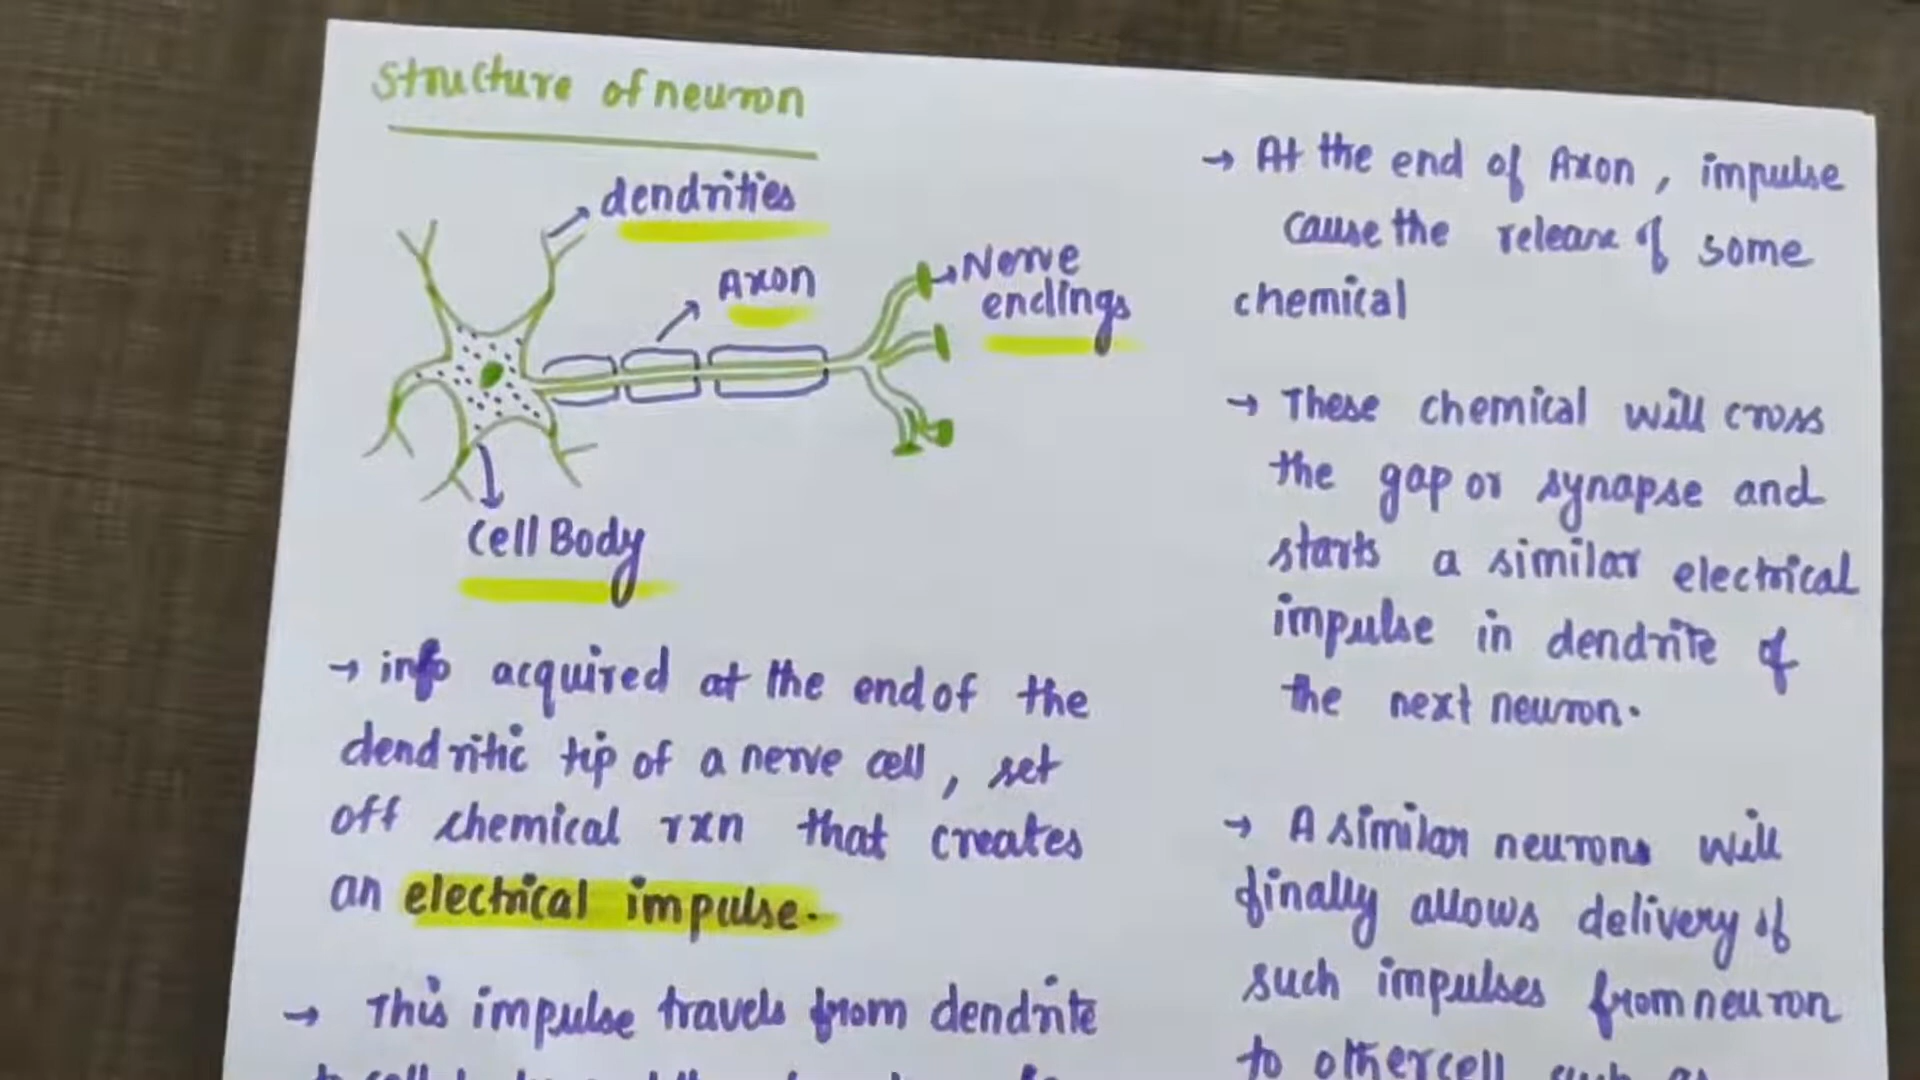 structure of neuron
dendrities
Axon
Nerve
endings
Cell Body
→ info acquired at the end of the
dendritic tip of a nerve cell, set
off chemical rxn that creates
an electrical impulse.
→ This impulse travels from dendrite
→ At the end of Axon, impulse
cause the release of some
chemical
→ These chemical will cross
the gap or synapse and
starts a similar electrical
impulse in dendrite of
the next neuron.
→ A similar neurons will
finally allows delivery of
such impulses from neuron
to other cell such as